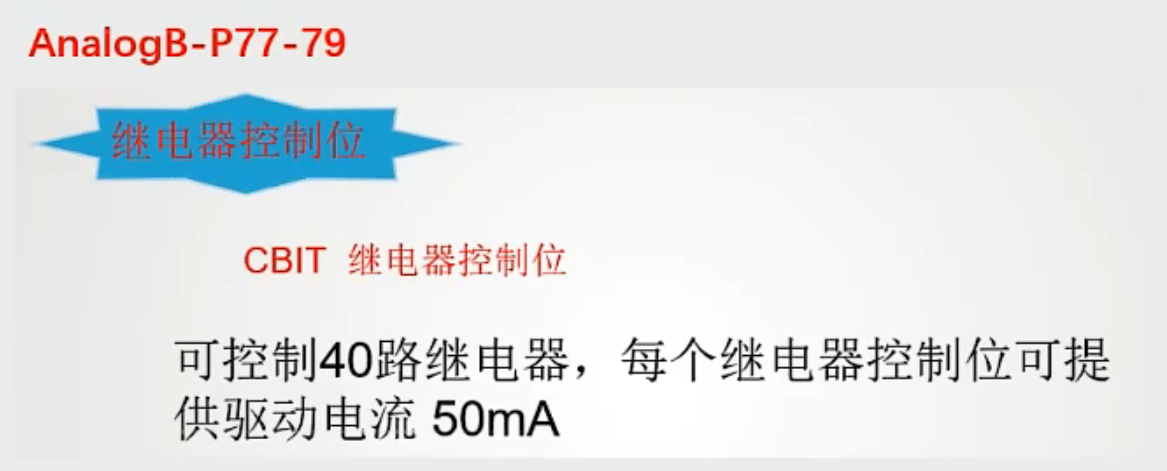 AnalogB-P77-79
继电器控制位
CBIT 继电器控制位
可控制40路继电器，每个继电器控制位可提
供驱动电流 50mA